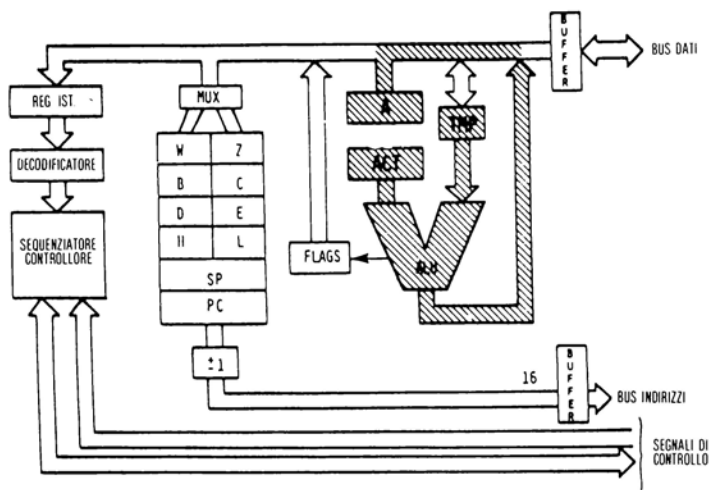 BUFFER
BUS DATI
REG IST.
MUX
A
TMP
DECODIFICATORE
W
Z
ACT
B
C
D
E
SEQUENZIATORE
CONTROLLORE
H
L
FLAGS
ALU
SP
PC
±1
16
BUFFER
BUS INDIRIZZI
SEGNALI DI
CONTROLLO